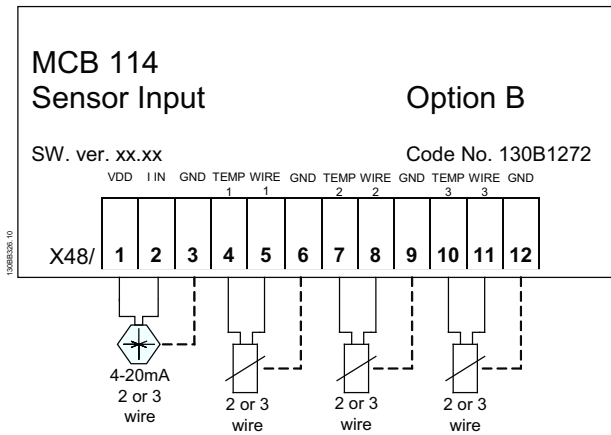 MCB 114
Sensor Input Option B
SW. ver. xx.xx Code No. 130B1272
VDD I IN GND TEMP WIRE GND TEMP WIRE GND TEMP WIRE GND
1 1 2 2 3 3
X48/ 1 2 3 4 5 6 7 8 9 10 11 12
130BB326.10
4-20mA
2 or 3
wire
2 or 3
wire
2 or 3
wire
2 or 3
wire